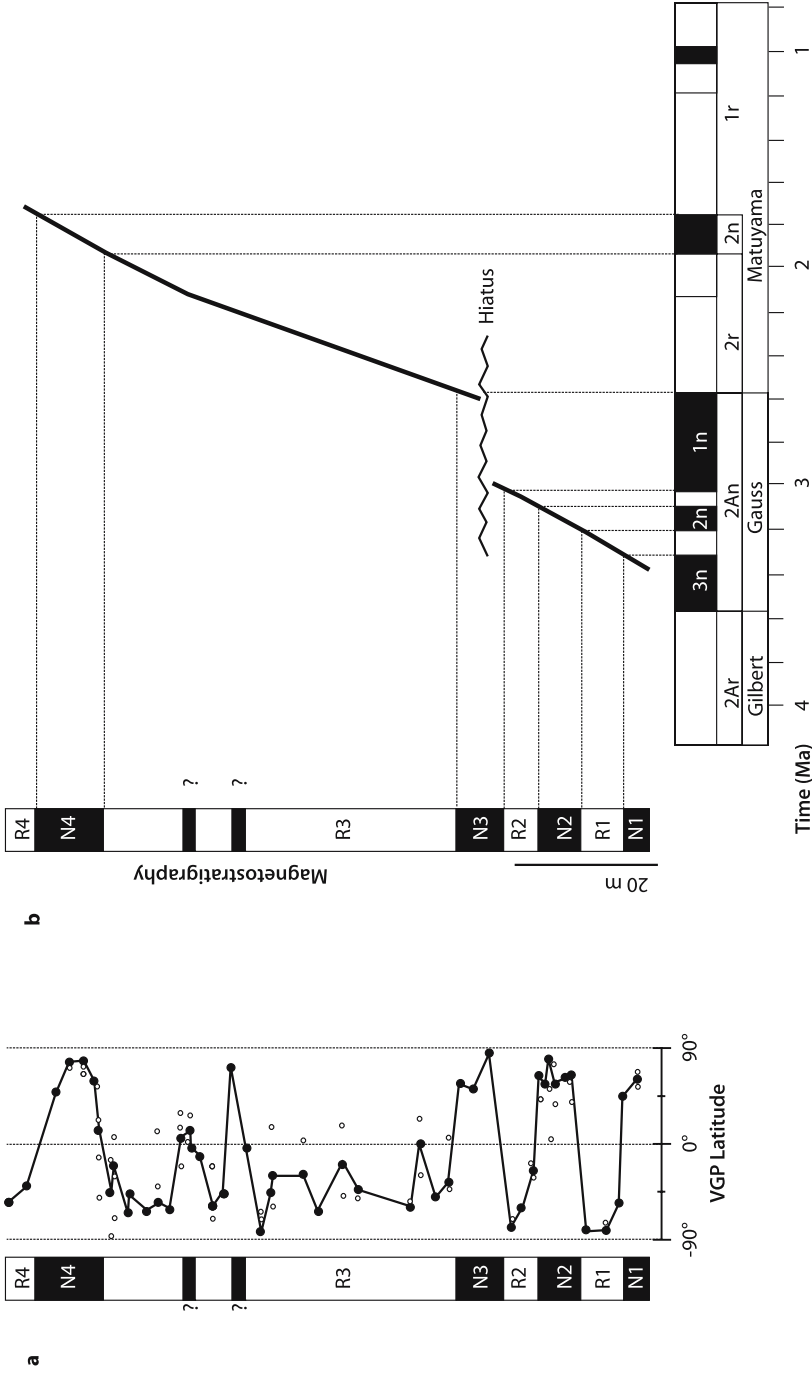 a
R4
N4
?
?
R3
N3
R2
N2
R1
N1
-90°
0°
90°
VGP Latitude
b
Magnetostratigraphy
R4
N4
?
?
R3
N3
R2
N2
R1
N1
20 m
Hiatus
3n
2n
1n
2Ar
2An
2r
2n
1r
Gilbert
Gauss
Matuyama
4
3
2
1
Time (Ma)